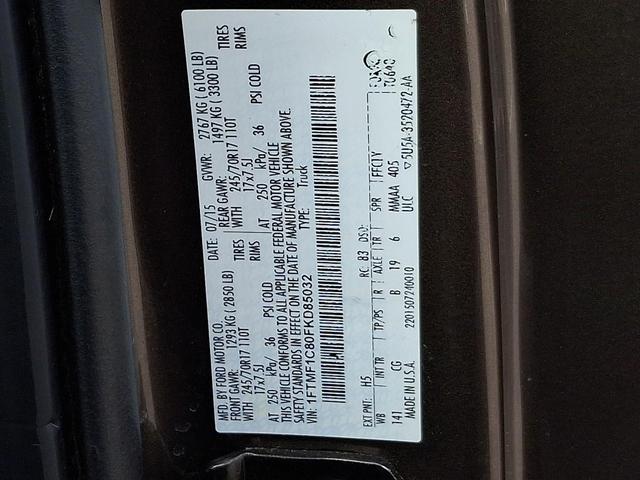 MFD. BY FORD MOTOR CO.
DATE: 07/15 GVWR: 2767 KG ( 6100 LB)
FRONT GAWR: 1293 KG (2850 LB) REAR GAWR: 1497 KG ( 3300 LB)
WITH 245/70R17 110T TIRES WITH 245/70R17 110T TIRES
17x7.5J RIMS 17x7.5J RIMS
AT 250 kPa/ 36 PSI COLD AT 250 kPa/ 36 PSI COLD
THIS VEHICLE CONFORMS TO ALL APPLICABLE FEDERAL MOTOR VEHICLE
SAFETY STANDARDS IN EFFECT ON THE DATE OF MANUFACTURE SHOWN ABOVE.
VIN: 1FTMF1C80FKD85032 TYPE: Truck
EXT PNT: H5 RC: B3 DSO:
WB INT TR TP/PS R AXLE TR SPR
141 CG B 19 6 MMAA 405
MADE IN U.S.A. 2201507240010 ULC
5U5A-3520472-AA